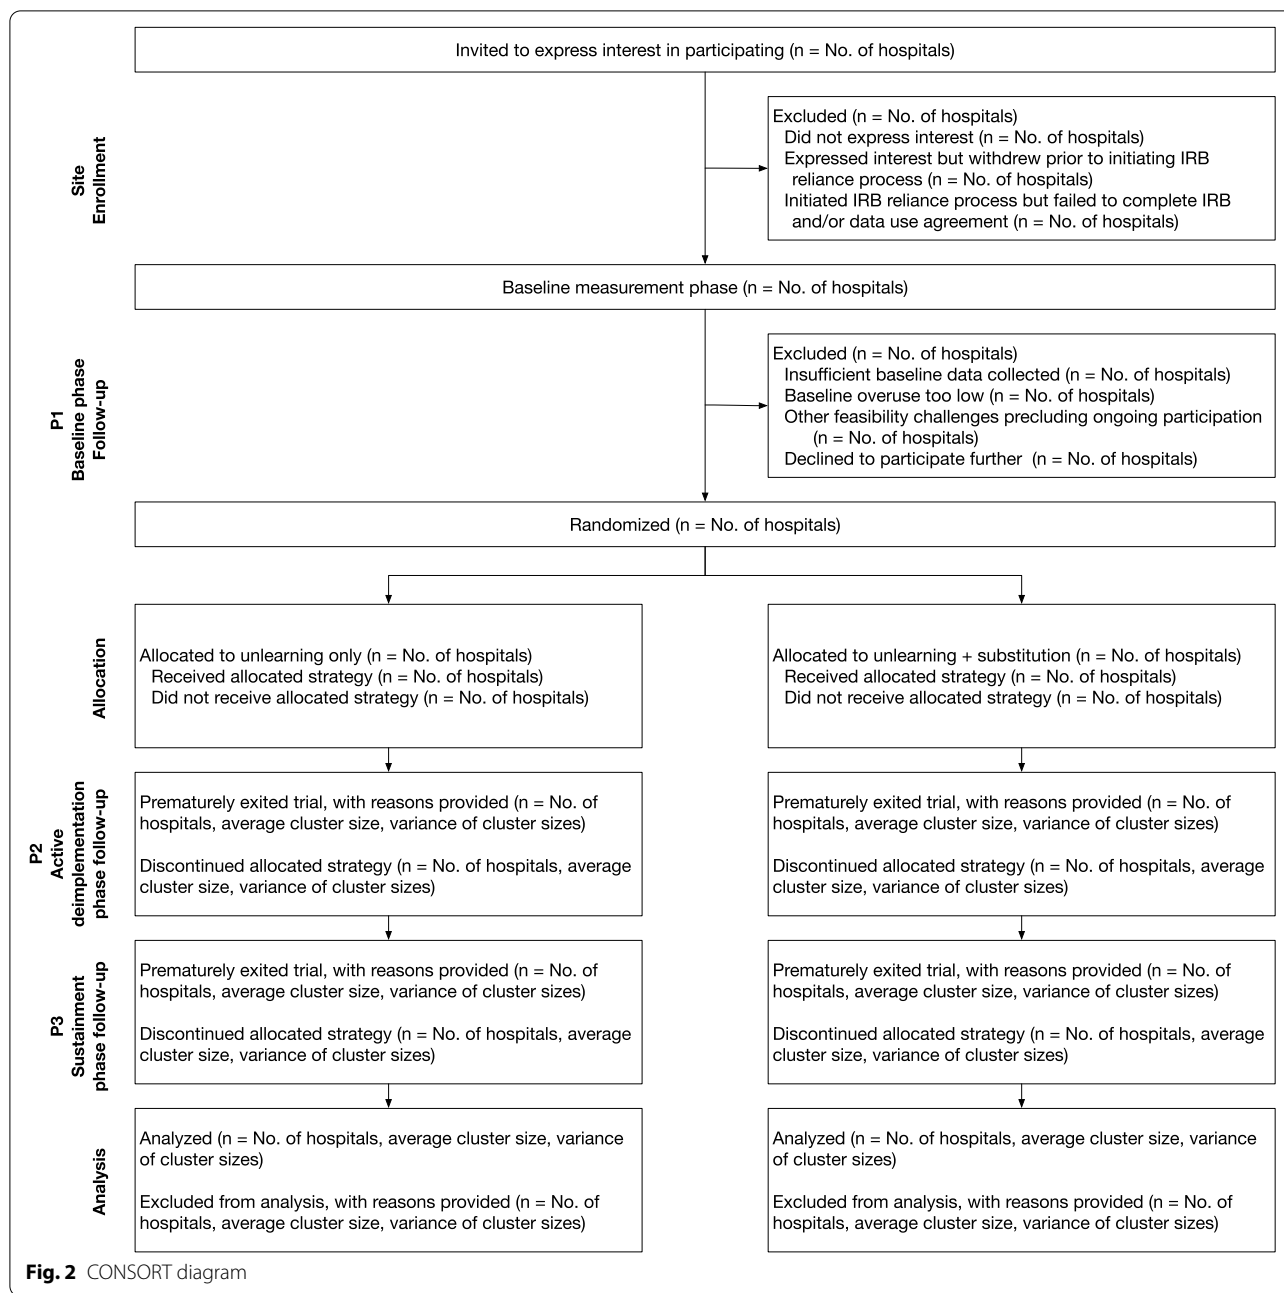 Invited to express interest in participating (n = No. of hospitals)
Site
Enrollment
Excluded (n = No. of hospitals)
Did not express interest (n = No. of hospitals)
Expressed interest but withdrew prior to initiating IRB
reliance process (n = No. of hospitals)
Initiated IRB reliance process but failed to complete IRB
and/or data use agreement (n = No. of hospitals)
Baseline measurement phase (n = No. of hospitals)
P1
Baseline phase
Follow-up
Excluded (n = No. of hospitals)
Insufficient baseline data collected (n = No. of hospitals)
Baseline overuse too low (n = No. of hospitals)
Other feasibility challenges precluding ongoing participation
(n = No. of hospitals)
Declined to participate further (n = No. of hospitals)
Randomized (n = No. of hospitals)
Allocation
Allocated to unlearning only (n = No. of hospitals)
Received allocated strategy (n = No. of hospitals)
Did not receive allocated strategy (n = No. of hospitals)
Allocated to unlearning + substitution (n = No. of hospitals)
Received allocated strategy (n = No. of hospitals)
Did not receive allocated strategy (n = No. of hospitals)
P2
Active
deimplementation
phase follow-up
Prematurely exited trial, with reasons provided (n = No. of
hospitals, average cluster size, variance of cluster sizes)
Discontinued allocated strategy (n = No. of hospitals, average
cluster size, variance of cluster sizes)
Prematurely exited trial, with reasons provided (n = No. of
hospitals, average cluster size, variance of cluster sizes)
Discontinued allocated strategy (n = No. of hospitals, average
cluster size, variance of cluster sizes)
P3
Sustainment
phase follow-up
Prematurely exited trial, with reasons provided (n = No. of
hospitals, average cluster size, variance of cluster sizes)
Discontinued allocated strategy (n = No. of hospitals, average
cluster size, variance of cluster sizes)
Prematurely exited trial, with reasons provided (n = No. of
hospitals, average cluster size, variance of cluster sizes)
Discontinued allocated strategy (n = No. of hospitals, average
cluster size, variance of cluster sizes)
Analysis
Analyzed (n = No. of hospitals, average cluster size, variance
of cluster sizes)
Excluded from analysis, with reasons provided (n = No. of
hospitals, average cluster size, variance of cluster sizes)
Analyzed (n = No. of hospitals, average cluster size, variance
of cluster sizes)
Excluded from analysis, with reasons provided (n = No. of
hospitals, average cluster size, variance of cluster sizes)
Fig. 2 CONSORT diagram